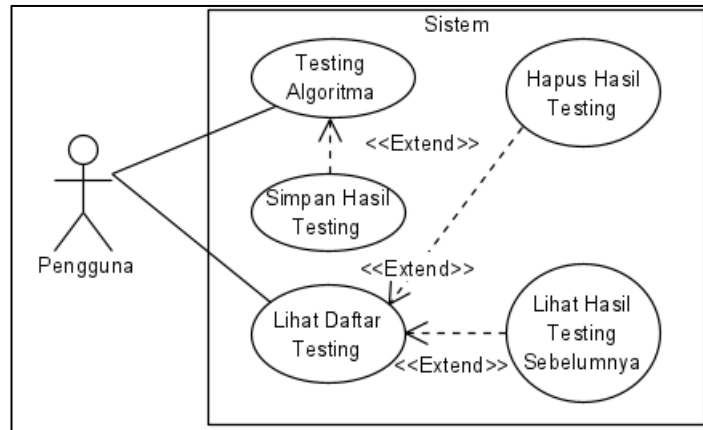 Sistem
Testing
Algoritma
Hapus Hasil
Testing
<<Extend>>
Simpan Hasil
Testing
Pengguna
<<Extend>>
Lihat Daftar
Testing
Lihat Hasil
Testing
Sebelumnya
<<Extend>>